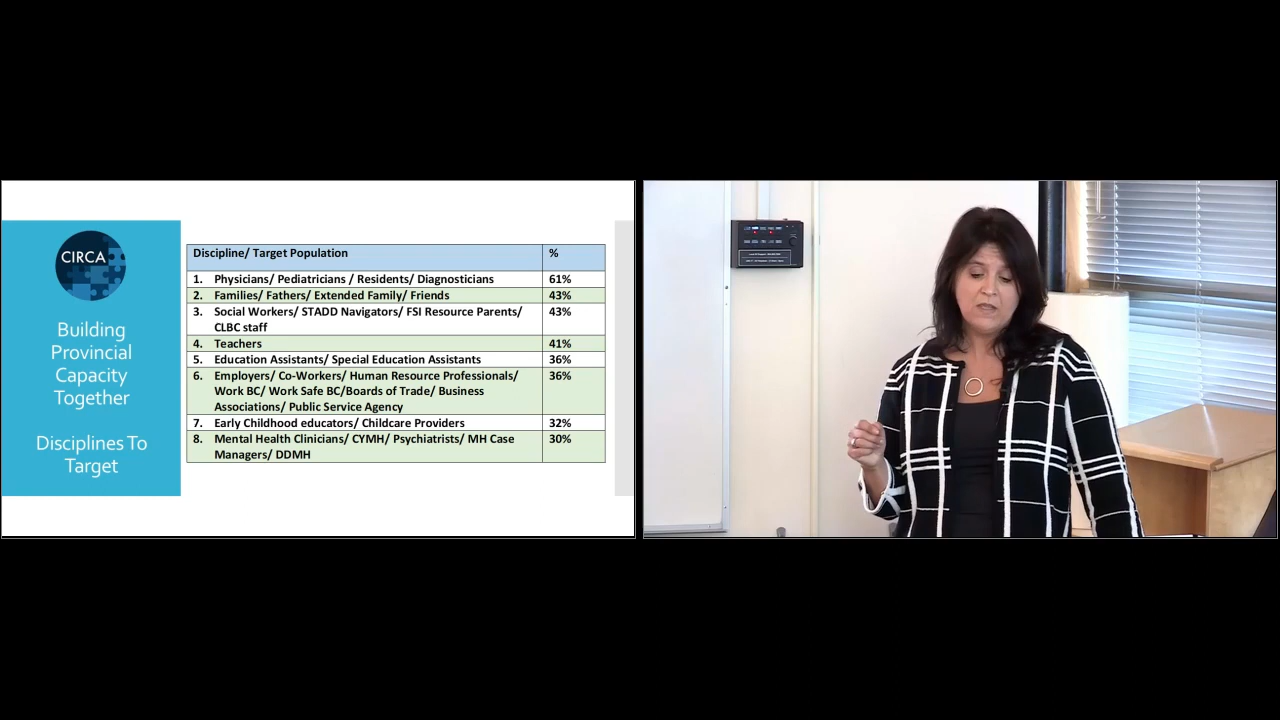 CIRCA
Building
Provincial
Capacity
Together
Disciplines To
Target
Discipline/ Target Population %
1. Physicians/ Pediatricians / Residents/ Diagnosticians 61%
2. Families/ Fathers/ Extended Family/ Friends 43%
3. Social Workers/ STADD Navigators/ FSI Resource Parents/ 43%
CLBC staff
4. Teachers 41%
5. Education Assistants/ Special Education Assistants 36%
6. Employers/ Co-Workers/ Human Resource Professionals/ 36%
Work BC/ Work Safe BC/Boards of Trade/ Business
Associations/ Public Service Agency
7. Early Childhood educators/ Childcare Providers 32%
8. Mental Health Clinicians/ CYMH/ Psychiatrists/ MH Case 30%
Managers/ DDMH